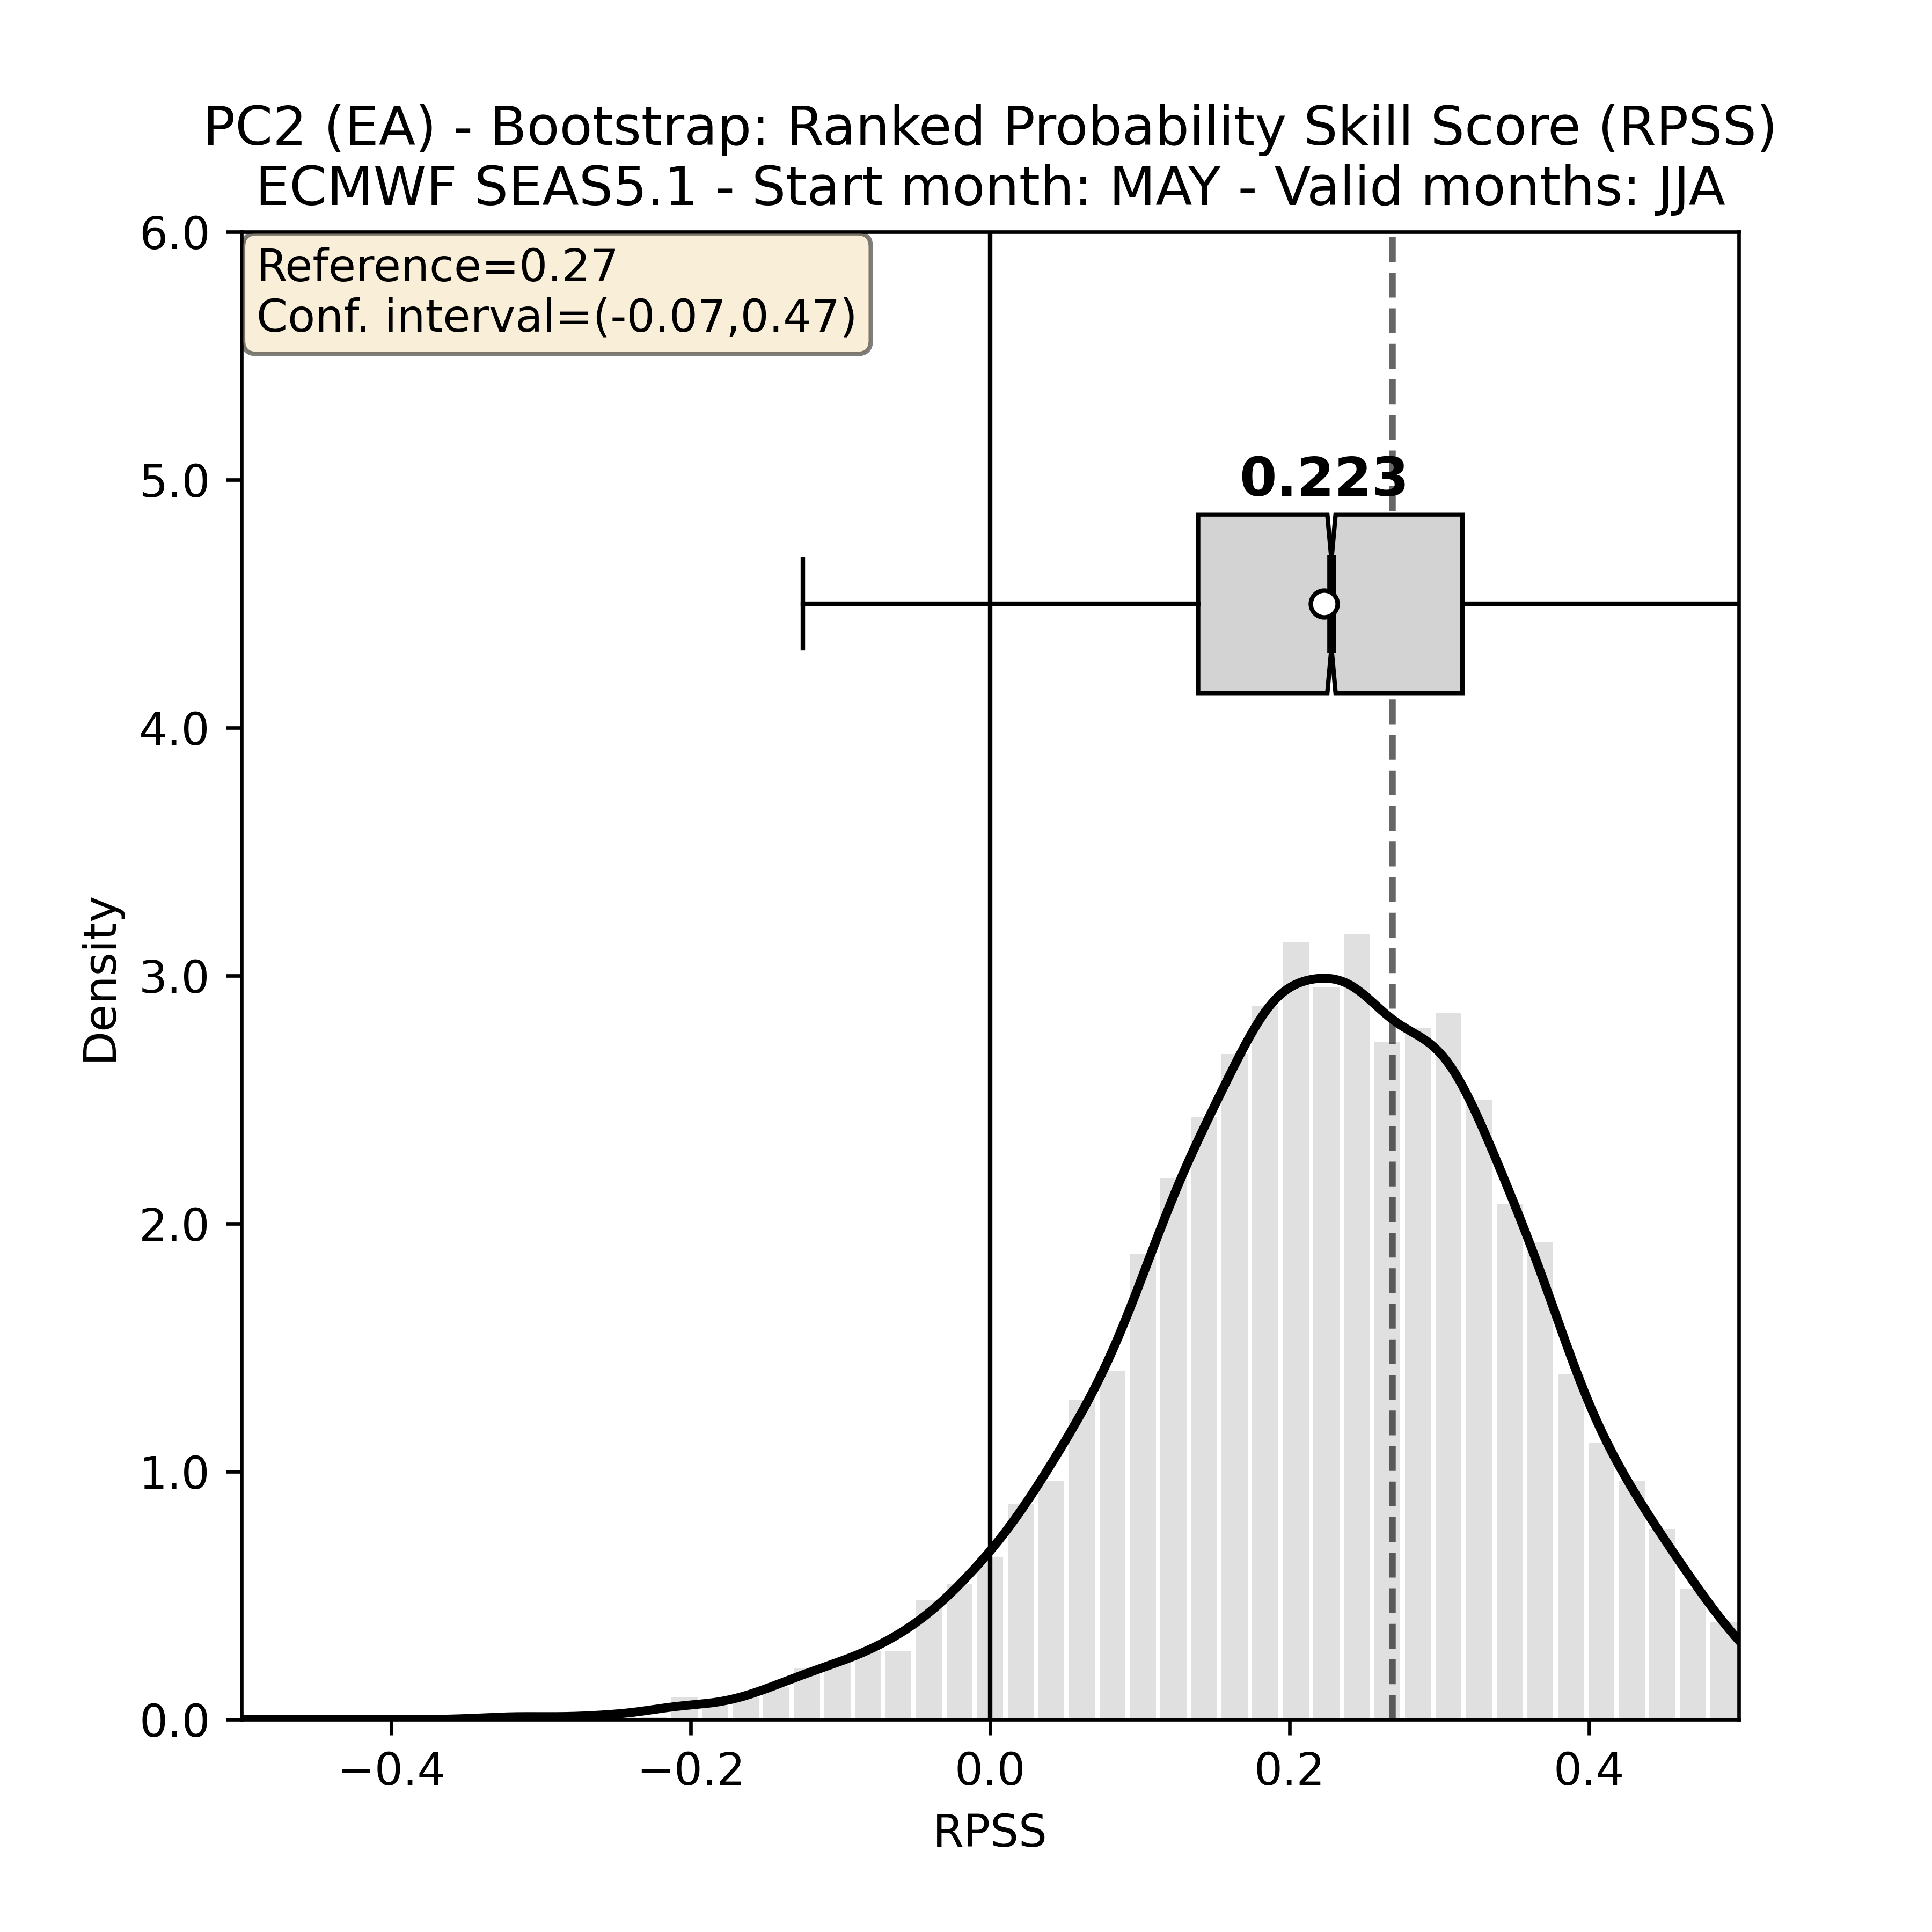 PC2 (EA) - Bootstrap: Ranked Probability Skill Score (RPSS)
ECMWF SEAS5.1 - Start month: MAY - Valid months: JJA
Reference=0.27
Conf. interval=(-0.07,0.47)
0.223
6.0
5.0
4.0
3.0
2.0
1.0
0.0
Density
−0.4
−0.2
0.0
0.2
0.4
RPSS